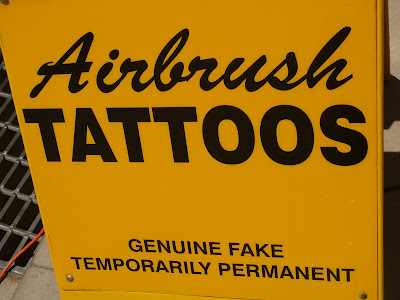 Airbrush
TATTOOS
GENUINE FAKE
TEMPORARILY PERMANENT